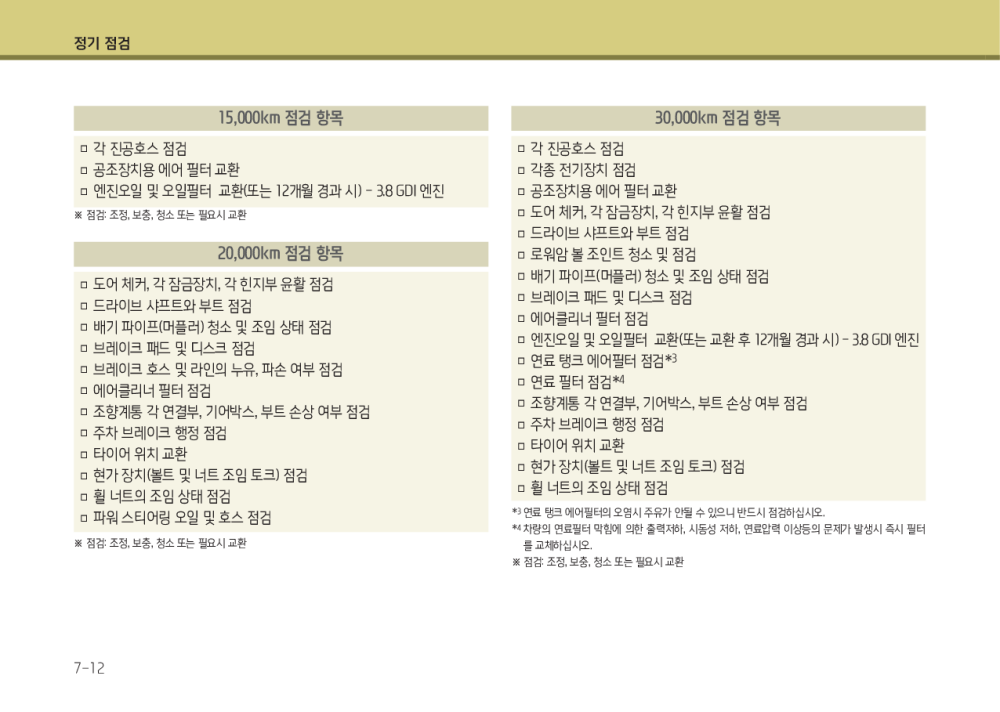 정기 점검
15,000km 점검 항목
□ 각 진공호스 점검
□ 공조장치용 에어 필터 교환
□ 엔진오일 및 오일필터 교환(또는 12개월 경과 시) - 3.8 GDI 엔진
※ 점검: 조정, 보충, 청소 또는 필요시 교환
20,000km 점검 항목
□ 도어 체커, 각 잠금장치, 각 힌지부 윤활 점검
□ 드라이브 샤프트와 부트 점검
□ 배기 파이프(머플러) 청소 및 조임 상태 점검
□ 브레이크 패드 및 디스크 점검
□ 브레이크 호스 및 라인의 누유, 파손 여부 점검
□ 에어클리너 필터 점검
□ 조향계통 각 연결부, 기어박스, 부트 손상 여부 점검
□ 주차 브레이크 행정 점검
□ 타이어 위치 교환
□ 현가 장치(볼트 및 너트 조임 토크) 점검
□ 휠 너트의 조임 상태 점검
□ 파워 스티어링 오일 및 호스 점검
※ 점검: 조정, 보충, 청소 또는 필요시 교환
30,000km 점검 항목
□ 각 진공호스 점검
□ 각종 전기장치 점검
□ 공조장치용 에어 필터 교환
□ 도어 체커, 각 잠금장치, 각 힌지부 윤활 점검
□ 드라이브 샤프트와 부트 점검
□ 로워암 볼 조인트 청소 및 점검
□ 배기 파이프(머플러) 청소 및 조임 상태 점검
□ 브레이크 패드 및 디스크 점검
□ 에어클리너 필터 점검
□ 엔진오일 및 오일필터 교환(또는 교환 후 12개월 경과 시) - 3.8 GDI 엔진
□ 연료 탱크 에어필터 점검*3
□ 연료 필터 점검*4
□ 조향계통 각 연결부, 기어박스, 부트 손상 여부 점검
□ 주차 브레이크 행정 점검
□ 타이어 위치 교환
□ 현가 장치(볼트 및 너트 조임 토크) 점검
□ 휠 너트의 조임 상태 점검
*3 연료 탱크 에어필터의 오염시 주유가 안될 수 있으니 반드시 점검하십시오.
*4 차량의 연료필터 막힘에 의한 출력저하, 시동성 저하, 연료압력 이상등의 문제가 발생시 즉시 필터
를 교체하십시오.
※ 점검: 조정, 보충, 청소 또는 필요시 교환
7-12